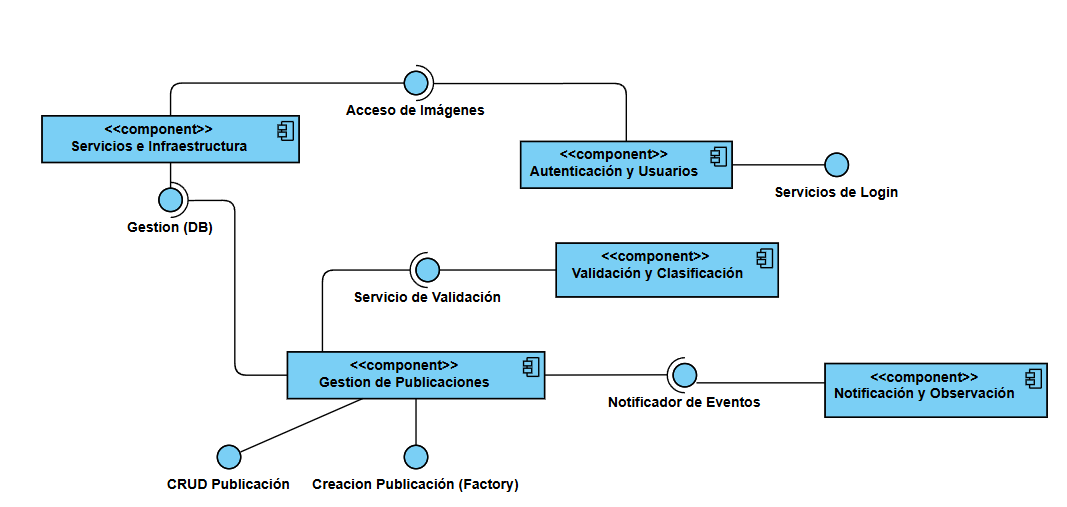 Acceso de Imágenes
<<component>>
Servicios e Infraestructura
<<component>>
Autenticación y Usuarios
Servicios de Login
Gestion (DB)
<<component>>
Validación y Clasificación
Servicio de Validación
<<component>>
Gestion de Publicaciones
<<component>>
Notificación y Observación
Notificador de Eventos
CRUD Publicación
Creacion Publicación (Factory)